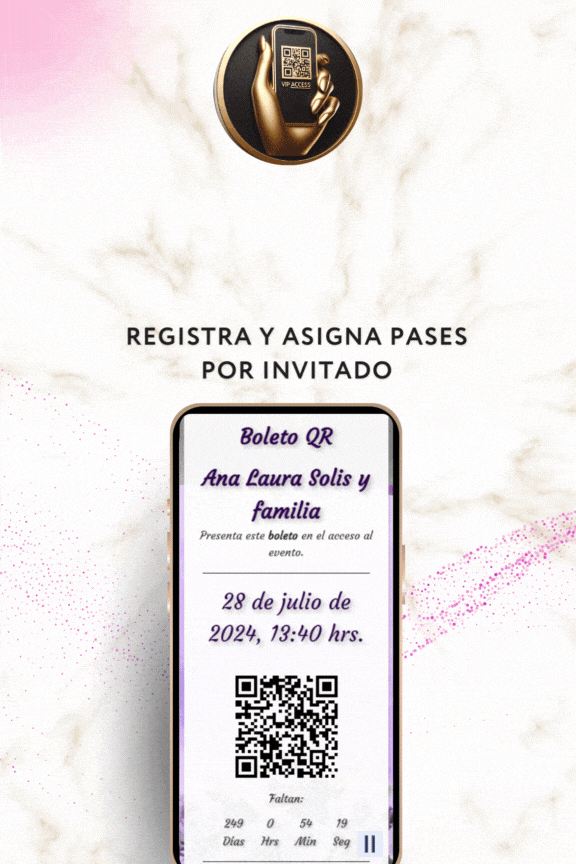 VIP ACCESS
REGISTRA Y ASIGNA PASES
POR INVITADO
Boleto QR
Ana Laura Solis y
familia
Presenta este boleto en el acceso al
evento.
28 de julio de
2024, 13:40 hrs.
Faltan:
249 0 54 19
Días Hrs Min Seg